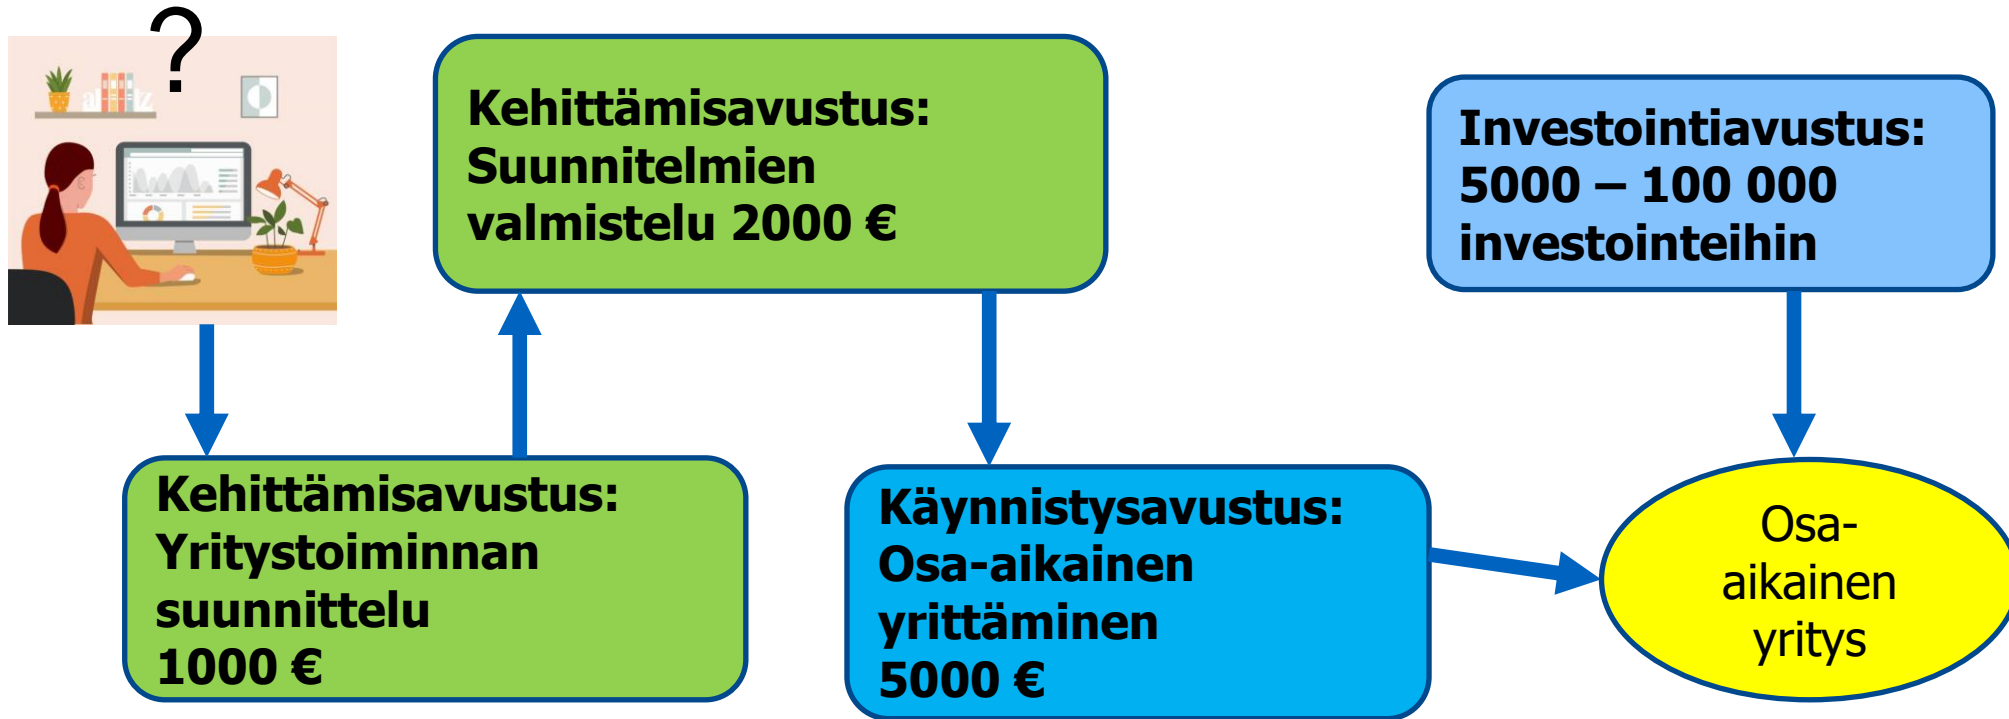 ?
Kehittämisavustus:
Suunnitelmien
valmistelu 2000 €
Investointiavustus:
5000 – 100 000
investointeihin
Kehittämisavustus:
Yritystoiminnan
suunnittelu
1000 €
Käynnistysavustus:
Osa-aikainen
yrittäminen
5000 €
Osa-
aikainen
yritys